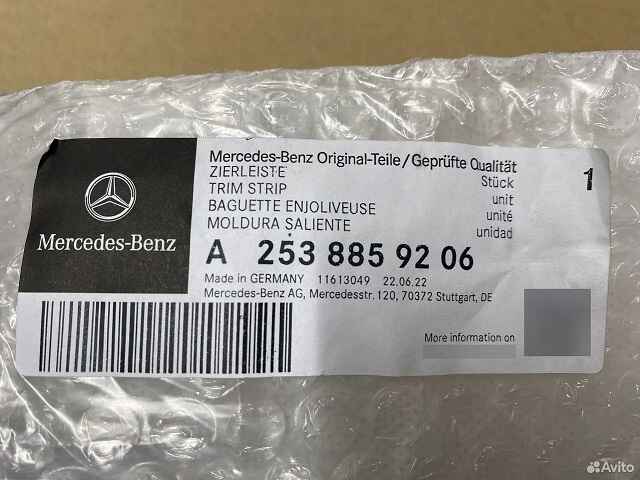 Mercedes-Benz
Mercedes-Benz Original-Teile/Geprüfte Qualität
ZIERLEISTE Stück 1
TRIM STRIP unit
BAGUETTE ENJOLIVEUSE unité
MOLDURA SALIENTE unidad
A 253 885 92 06
Made in GERMANY 11613049 22.06.22
Mercedes-Benz AG, Mercedesstr. 120, 70372 Stuttgart, DE
More information on
Avito